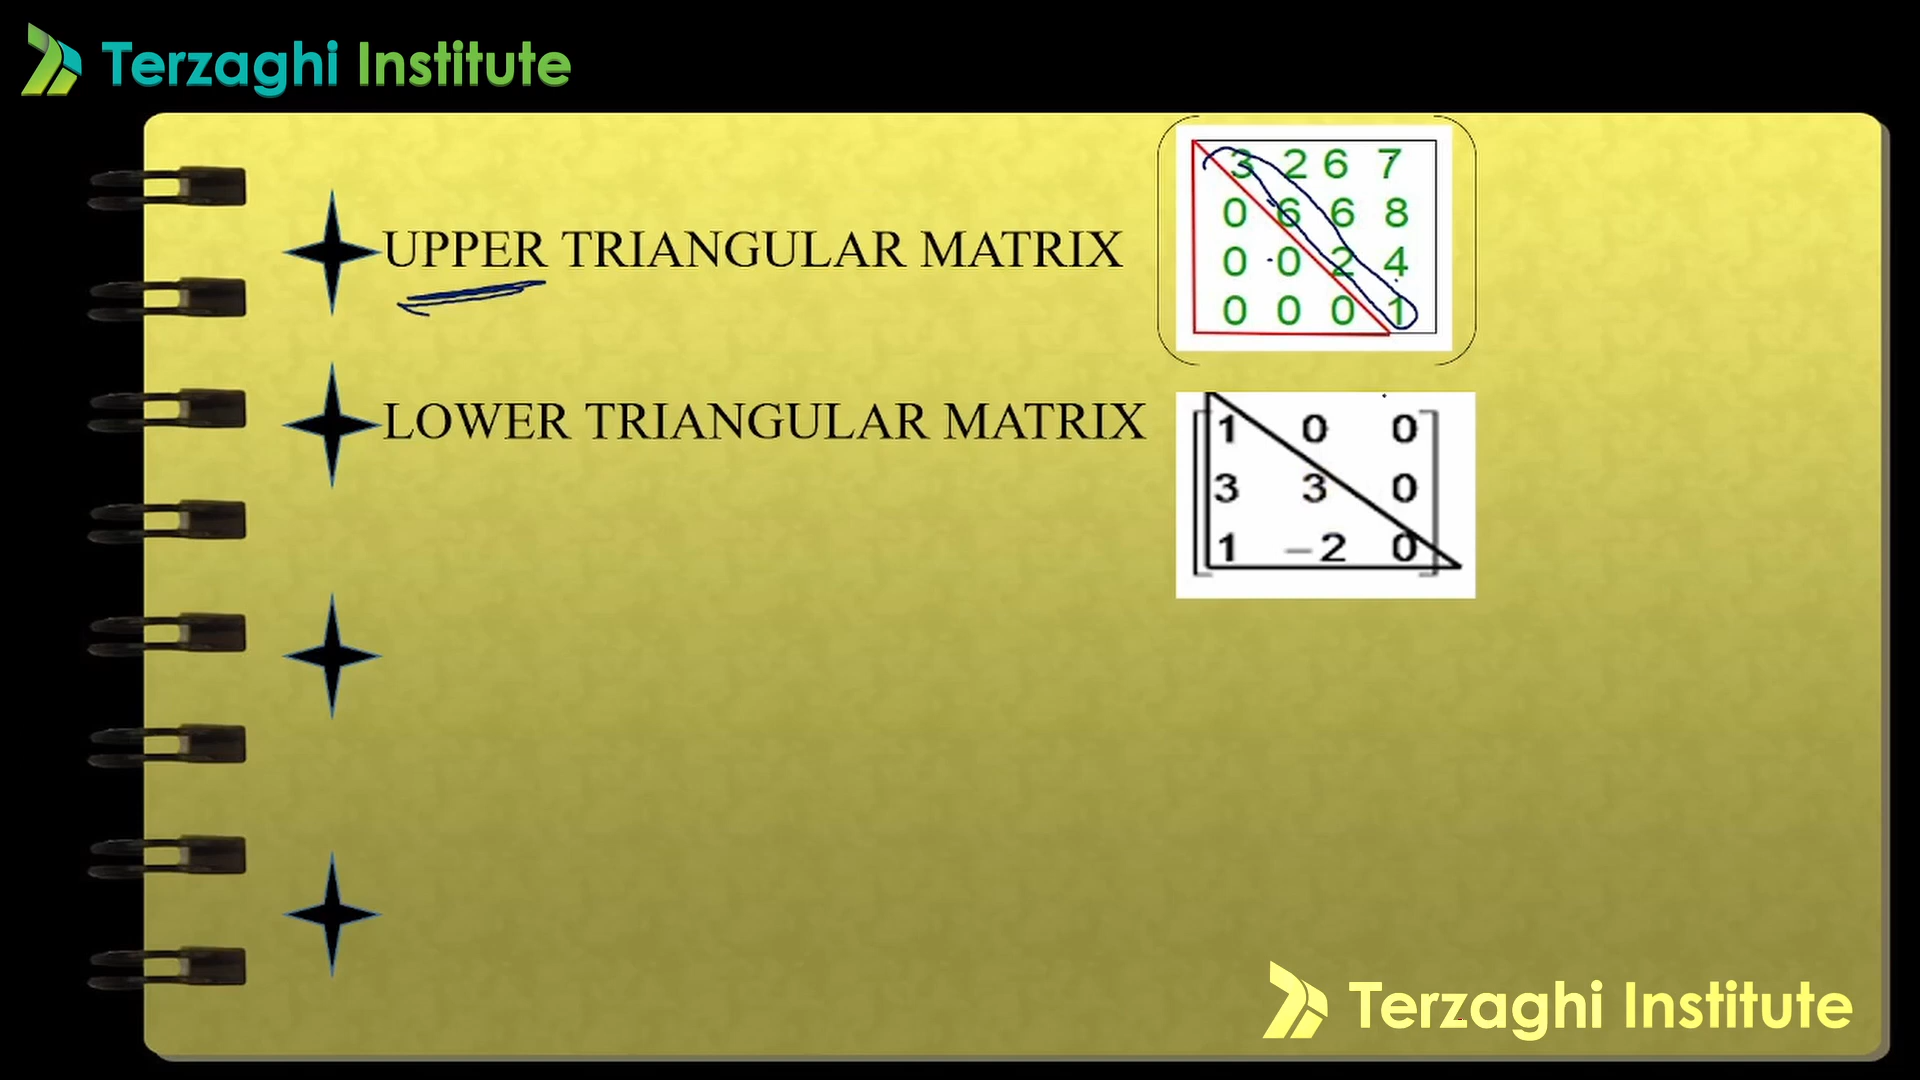 Terzaghi Institute
UPPER TRIANGULAR MATRIX
3 2 6 7
0 6 6 8
0 0 2 4
0 0 0 1
LOWER TRIANGULAR MATRIX
1 0 0
3 3 0
1 -2 0
Terzaghi Institute